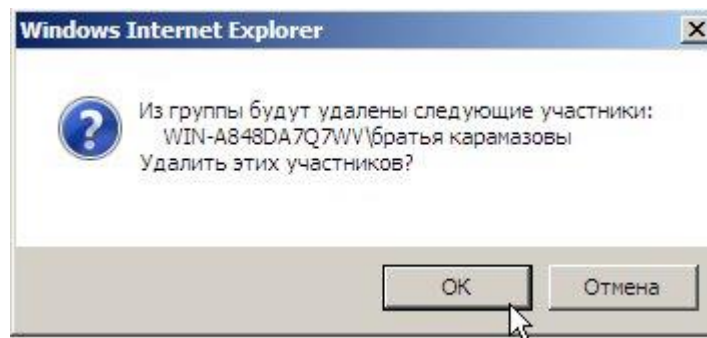 Windows Internet Explorer
Из группы будут удалены следующие участники:
WIN-A848DA7Q7WV\братья карамазовы
Удалить этих участников?
ОК
Отмена